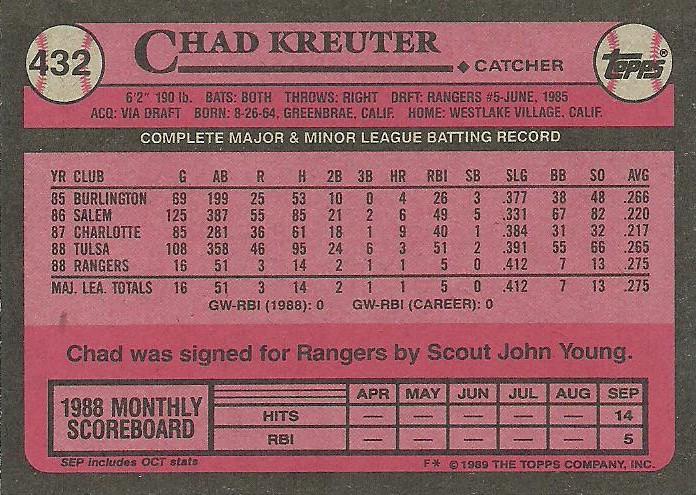 432
CHAD KREUTER
CATCHER
TOPPS®
6'2" 190 lb. BATS: BOTH THROWS: RIGHT DRFT: RANGERS #5-JUNE, 1985
ACQ: VIA DRAFT BORN: 8-26-64, GREENBRAE, CALIF. HOME: WESTLAKE VILLAGE, CALIF.
COMPLETE MAJOR & MINOR LEAGUE BATTING RECORD
YR CLUB G AB R H 2B 3B HR RBI SB SLG BB SO AVG
85 BURLINGTON 69 199 25 53 10 0 4 26 3 .377 38 48 .266
86 SALEM 125 387 55 85 21 2 6 49 5 .331 67 82 .220
87 CHARLOTTE 85 281 36 61 18 1 9 40 1 .384 31 32 .217
88 TULSA 108 358 46 95 24 6 3 51 2 .391 55 66 .265
88 RANGERS 16 51 3 14 2 1 1 5 0 .412 7 13 .275
MAJ. LEA. TOTALS 16 51 3 14 2 1 1 5 0 .412 7 13 .275
GW-RBI (1988): 0 GW-RBI (CAREER): 0
Chad was signed for Rangers by Scout John Young.
1988 MONTHLY SCOREBOARD
APR MAY JUN JUL AUG SEP
HITS — — — — — 14
RBI — — — — — 5
SEP includes OCT stats
F* © 1989 THE TOPPS COMPANY, INC.